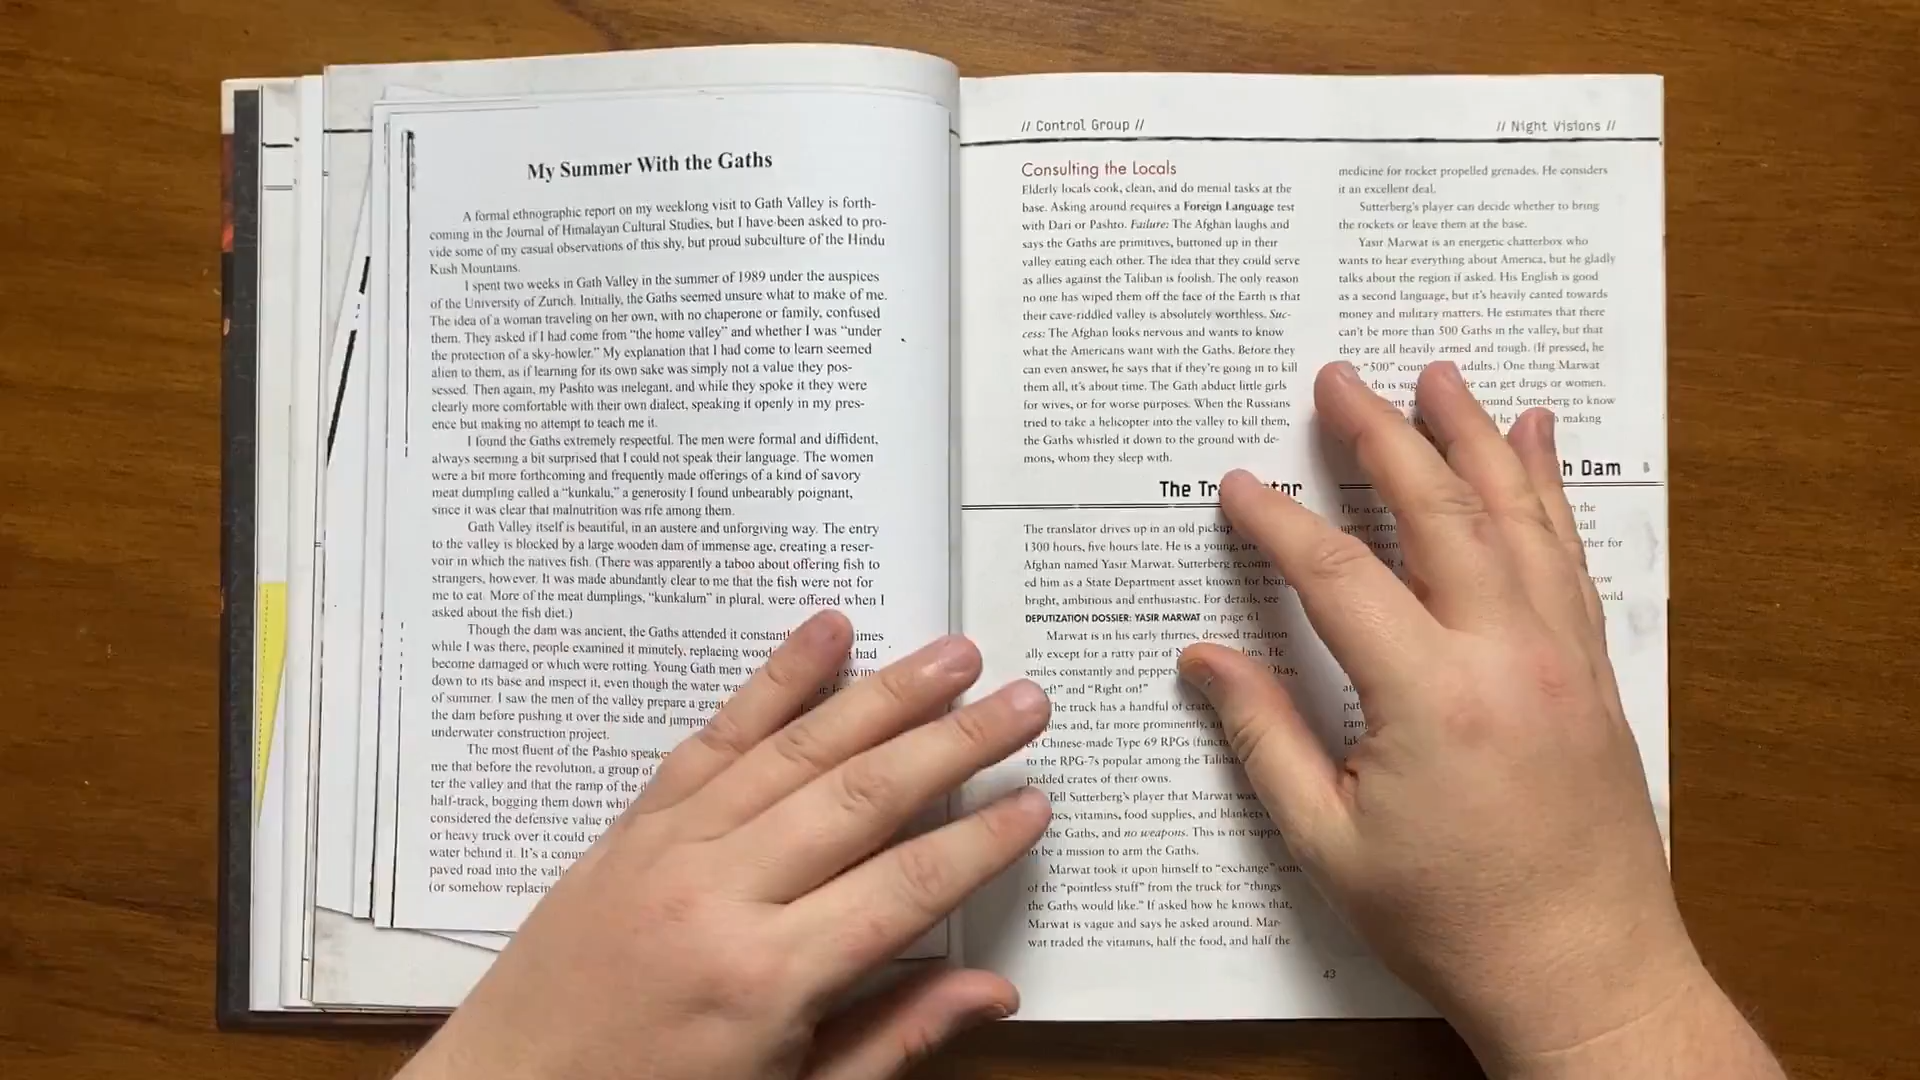 My Summer With the Gaths
A formal ethnographic report on my weeklong visit to Gath Valley is forth-
coming in the Journal of Himalayan Cultural Studies, but I have been asked to pro-
vide some of my casual observations of this shy, but proud subculture of the Hindu
Kush Mountains.
I spent two weeks in Gath Valley in the summer of 1989 under the auspices
of the University of Zurich. Initially, the Gaths seemed unsure what to make of me.
The idea of a woman traveling on her own, with no chaperone or family, confused
them. They asked if I had come from "the home valley" and whether I was "under
the protection of a sky-howler." My explanation that I had come to learn seemed
alien to them, as if learning for its own sake was simply not a value they pos-
sessed. Then again, my Pashto was inelegant, and while they spoke it they were
clearly more comfortable with their own dialect, speaking it openly in my pres-
ence but making no attempt to teach me it.
I found the Gaths extremely respectful. The men were formal and diffident,
always seeming a bit surprised that I could not speak their language. The women
were a bit more forthcoming and frequently made offerings of a kind of savory
meat dumpling called a "kunkalu," a generosity I found unbearably poignant,
since it was clear that malnutrition was rife among them.
Gath Valley itself is beautiful, in an austere and unforgiving way. The entry
to the valley is blocked by a large wooden dam of immense age, creating a reser-
voir in which the natives fish. (There was apparently a taboo about offering fish to
strangers, however. It was made abundantly clear to me that the fish were not for
me to eat. More of the meat dumplings, "kunkalum" in plural, were offered when I
asked about the fish diet.)
Though the dam was ancient, the Gaths attended it
while I was there, people examined it minutely, replacing had
become damaged or which were rotting. Young Gath men swim
down to its base and inspect it, even though the water
of summer. I saw the men of the valley prepare a
the dam before pushing it over the side and
underwater construction project.
The most fluent of the Pashto
me that before the revolution, a group of
ter the valley and that the ramp of the
half-track, bogging them down
considered the defensive value
or heavy truck over it could
water behind it. It's a
paved road into the
(or somehow
// Control Group //
// Night Visions //
Consulting the Locals
Elderly locals cook, clean, and do menial tasks at the
base. Asking around requires a Foreign Language test
with Dari or Pashto. Failure: The Afghan laughs and
says the Gaths are primitives, buttoned up in their
valley eating each other. The idea that they could serve
as allies against the Taliban is foolish. The only reason
no one has wiped them off the face of the Earth is that
their cave-riddled valley is absolutely worthless. Suc-
cess: The Afghan looks nervous and wants to know
what the Americans want with the Gaths. Before they
can even answer, he says that if they're going in to kill
them all, it's about time. The Gath abduct little girls
for wives, or for worse purposes. When the Russians
tried to take a helicopter into the valley to kill them,
the Gaths whistled it down to the ground with de-
mons, whom they sleep with.
The
The translator drives up in an old pickup
1300 hours, five hours late. He is a young,
Afghan named Yasir Marwat. Sutterberg
ed him as a State Department asset known for being
bright, ambitious and enthusiastic. For details, see
DEPUTIZATION DOSSIER: YASIR MARWAT on page 61.
Marwat is in his early thirties, dressed tradition
ally except for a ratty pair of He
smiles constantly and "Okay,
and "Right on!"
The truck has a handful of
and, far more prominently,
Chinese-made Type 69 RPGs
to the RPG-7s popular among the
padded crates of their owns.
Tell Sutterberg's player that Marwat was
vitamins, food supplies, and blankets
the Gaths, and no weapons. This is not
to be a mission to arm the Gaths.
Marwat took it upon himself to "exchange" some
of the "pointless stuff" from the truck for "things
the Gaths would like." If asked how he knows that,
Marwat is vague and says he asked around. Mar-
wat traded the vitamins, half the food, and half the
medicine for rocket propelled grenades. He considers
it an excellent deal.
Sutterberg's player can decide whether to bring
the rockets or leave them at the base.
Yasir Marwat is an energetic chatterbox who
wants to hear everything about America, but he gladly
talks about the region if asked. His English is good
as a second language, but it's heavily canted towards
money and military matters. He estimates that there
can't be more than 500 Gaths in the valley, but that
they are all heavily armed and tough. (If pressed, he
"500" adults.) One thing Marwat
do is he can get drugs or women.
around Sutterberg to know
he making
Dam
The in the
upper
for
wild
43